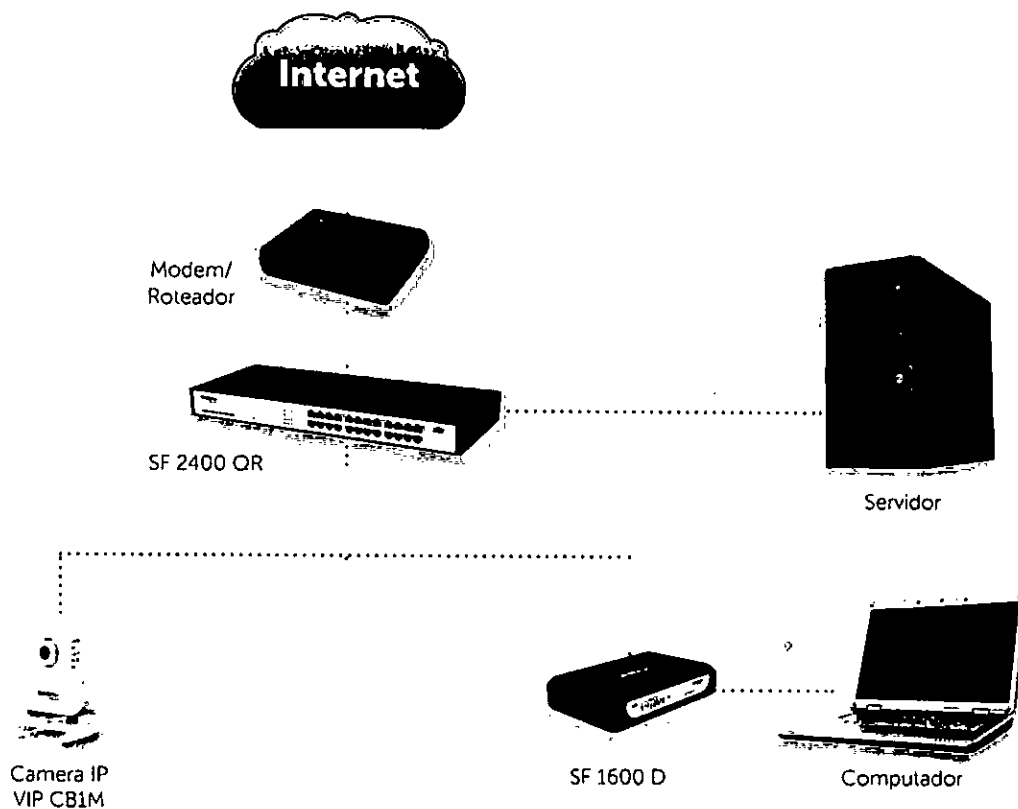 Internet
Modem/
Roteador
SF 2400 QR
Servidor
Camera IP
VIP CB1M
SF 1600 D
Computador